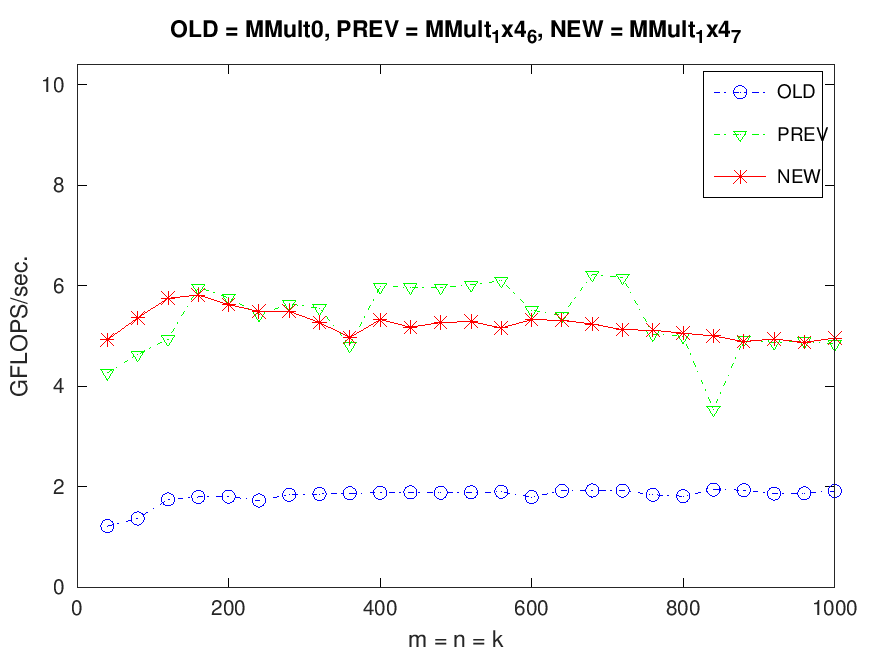 OLD = MMult0, PREV = MMult₁x4₆, NEW = MMult₁x4₇
10
8
6
4
2
0
GFLOPS/sec.
OLD
PREV
NEW
0 200 400 600 800 1000
m = n = k